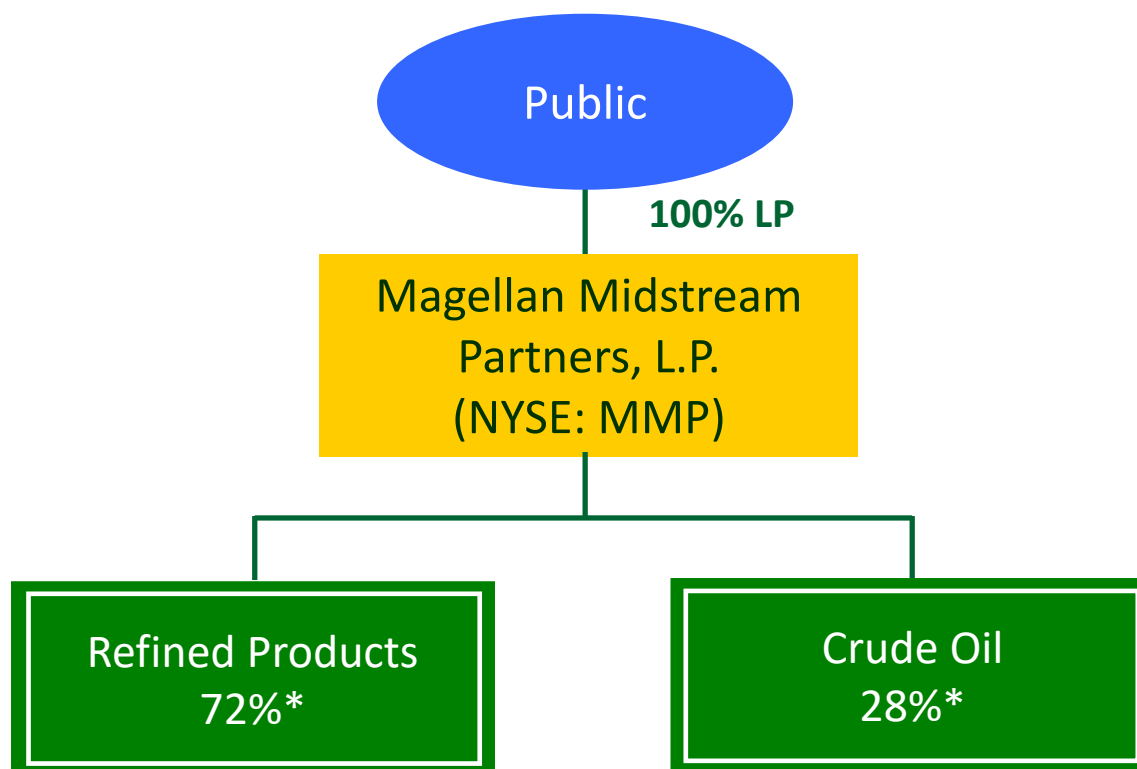 Public
100% LP
Magellan Midstream
Partners, L.P.
(NYSE: MMP)
Refined Products
72%*
Crude Oil
28%*